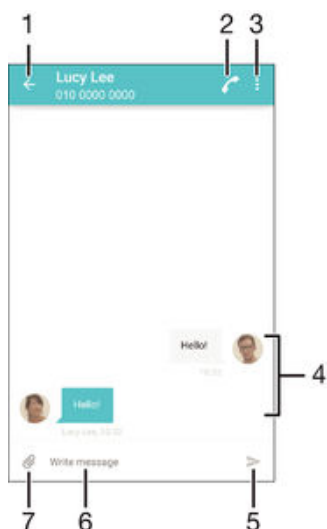 1 2 3
Lucy Lee
010 0000 0000
Hello!
4
Hello!
Write message
7 6 5